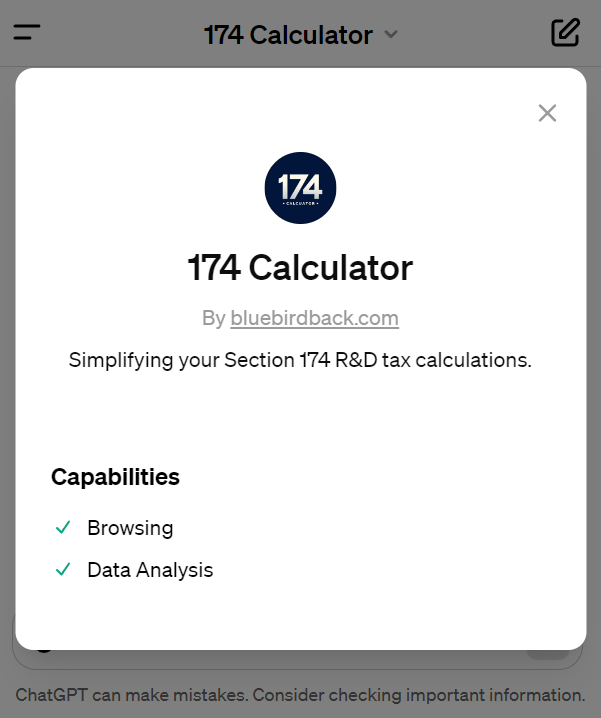 174 Calculator
174
• CALCUATOR •
174 Calculator
By bluebirdback.com
Simplifying your Section 174 R&D tax calculations.
Capabilities
Browsing
Data Analysis
ChatGPT can make mistakes. Consider checking important information.